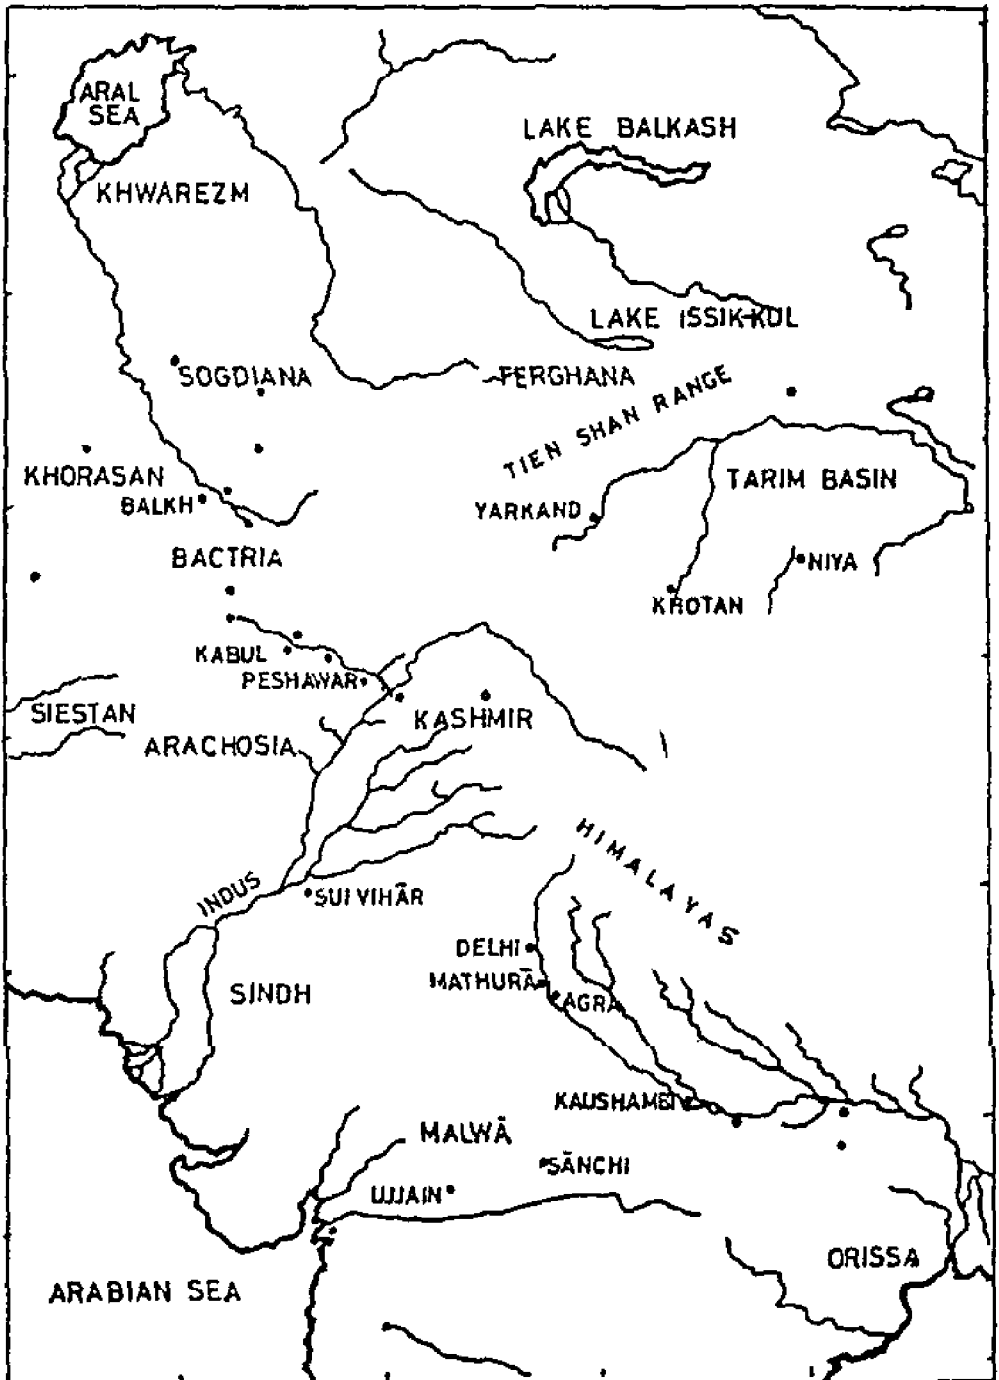 ARAL
SEA
LAKE BALKASH
KHWAREZM
LAKE ISSIK-KUL
SOGDIANA
FERGHANA
TIEN SHAN RANGE
KHORASAN
BALKH
TARIM BASIN
YARKAND
BACTRIA
NIYA
KHOTAN
KABUL
PESHAWAR
SIESTAN
KASHMIR
ARACHOSIA
HIMALAYAS
INDUS
SUI VIHĀR
DELHI
MATHURĀ
SINDH
AGRA
KAUSHAMBI
MALWĀ
SĀNCHI
UJJAIN
ORISSA
ARABIAN SEA